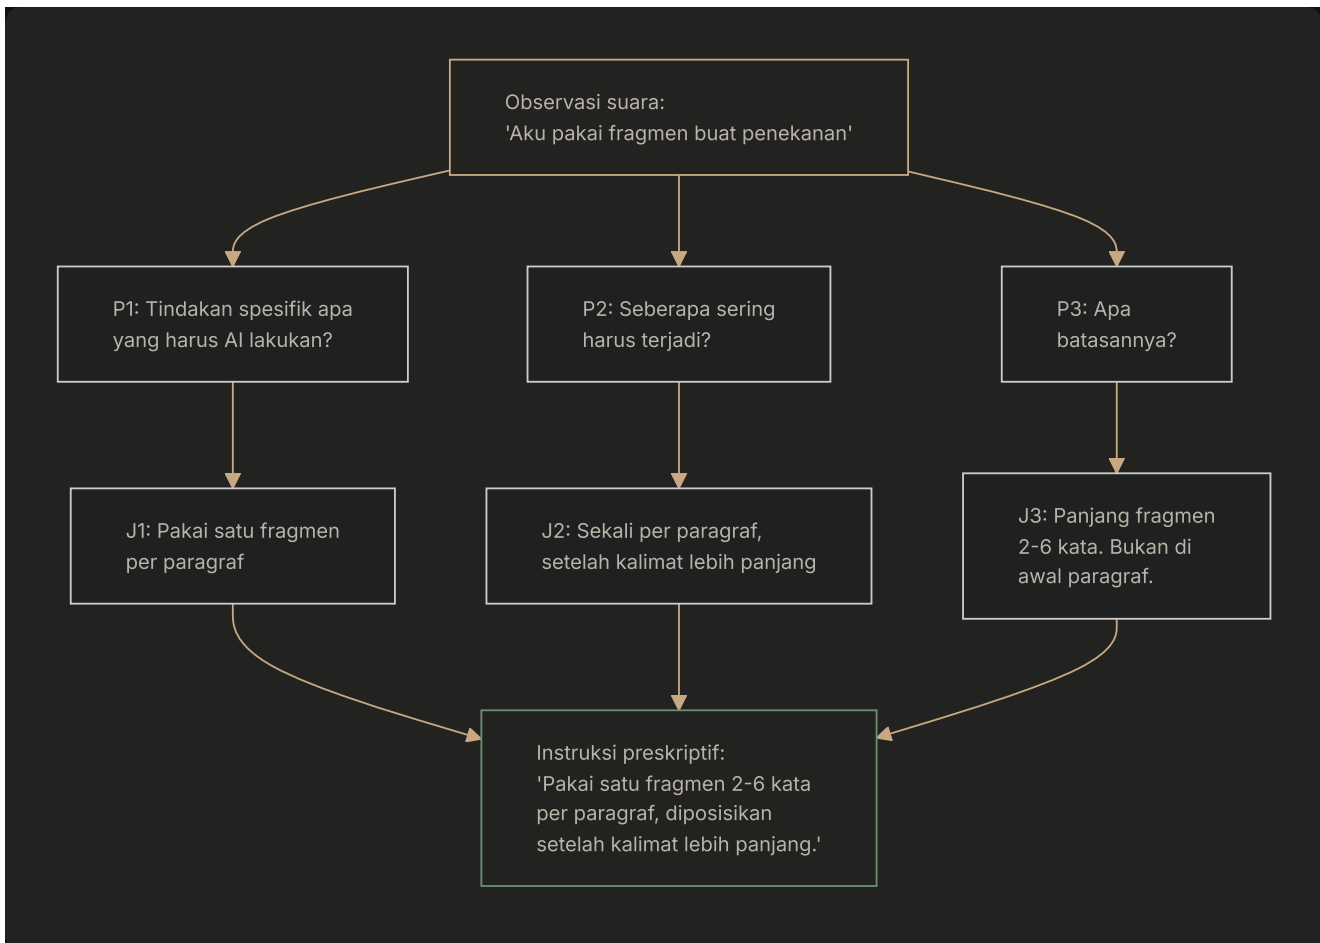 Observasi suara:
'Aku pakai fragmen buat penekanan'
P1: Tindakan spesifik apa
yang harus AI lakukan?
P2: Seberapa sering
harus terjadi?
P3: Apa
batasannya?
J1: Pakai satu fragmen
per paragraf
J2: Sekali per paragraf,
setelah kalimat lebih panjang
J3: Panjang fragmen
2-6 kata. Bukan di
awal paragraf.
Instruksi preskriptif:
'Pakai satu fragmen 2-6 kata
per paragraf, diposisikan
setelah kalimat lebih panjang.'